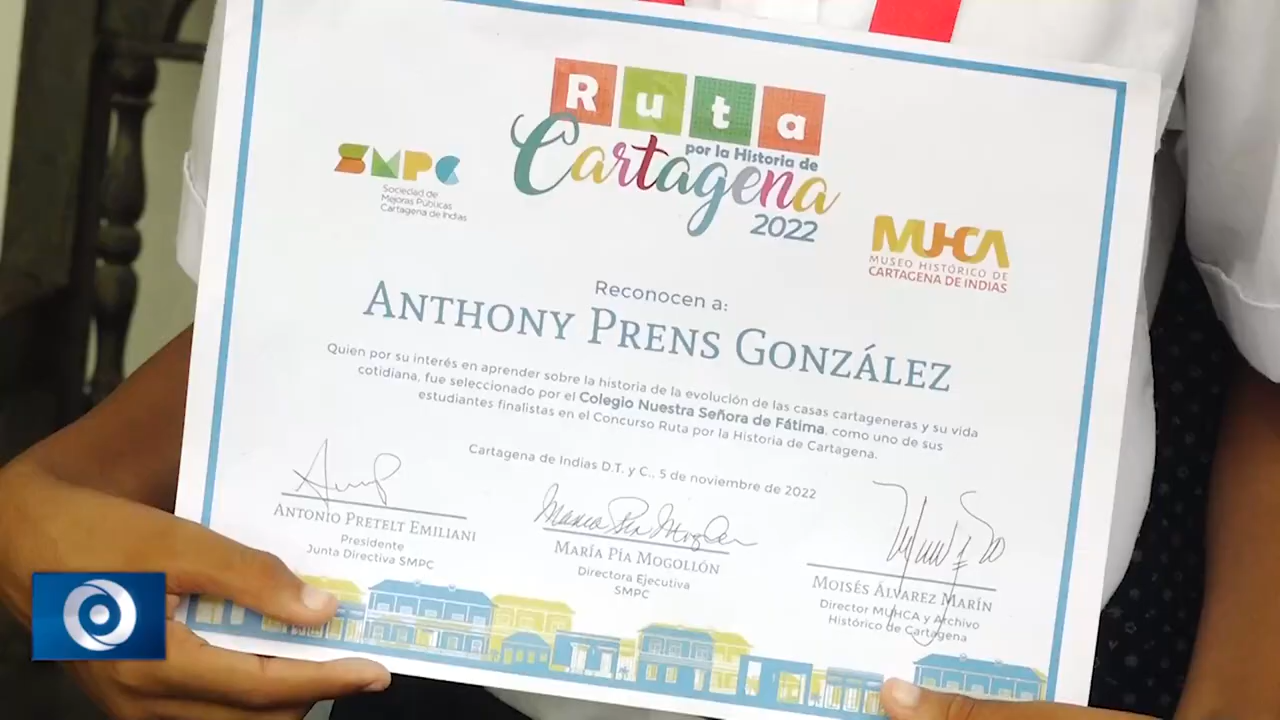 Ruta
por la Historia de
Cartagena
2022
SMPC
Sociedad de
Mejoras Públicas
Cartagena de Indias
MUHCA
MUSEO HISTÓRICO DE
CARTAGENA DE INDIAS
Reconocen a:
ANTHONY PRENS GONZÁLEZ
Quien por su interés en aprender sobre la historia de la evolución de las casas cartageneras y su vida
cotidiana, fue seleccionado por el Colegio Nuestra Señora de Fátima, como uno de sus
estudiantes finalistas en el Concurso Ruta por la Historia de Cartagena.
Cartagena de Indias D.T. y C., 5 de noviembre de 2022
ANTONIO PRETELT EMILIANI
Presidente
Junta Directiva SMPC
María Pía Mogollón
MARÍA PÍA MOGOLLÓN
Directora Ejecutiva
SMPC
MOISÉS ÁLVAREZ MARÍN
Director MUHCA y Archivo
Histórico de Cartagena